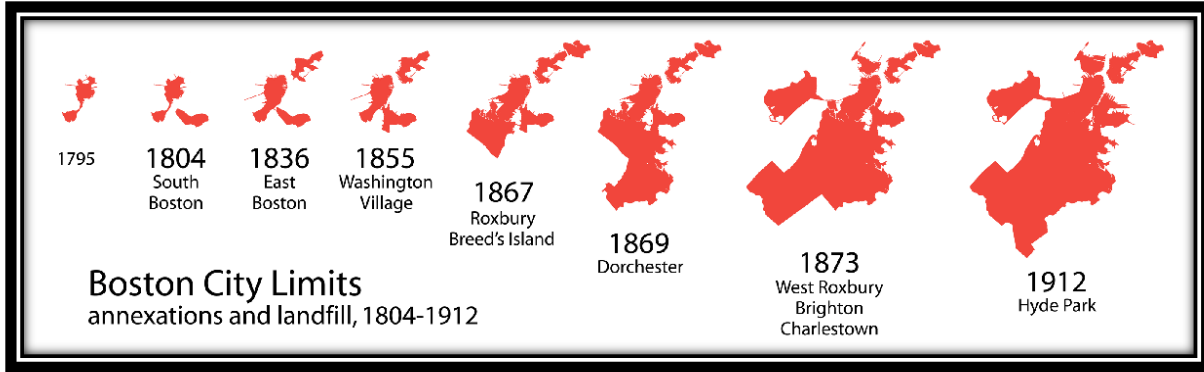 1795
1804
South
Boston
1836
East
Boston
1855
Washington
Village
1867
Roxbury
Breed's Island
1869
Dorchester
1873
West Roxbury
Brighton
Charlestown
1912
Hyde Park
Boston City Limits
annexations and landfill, 1804-1912